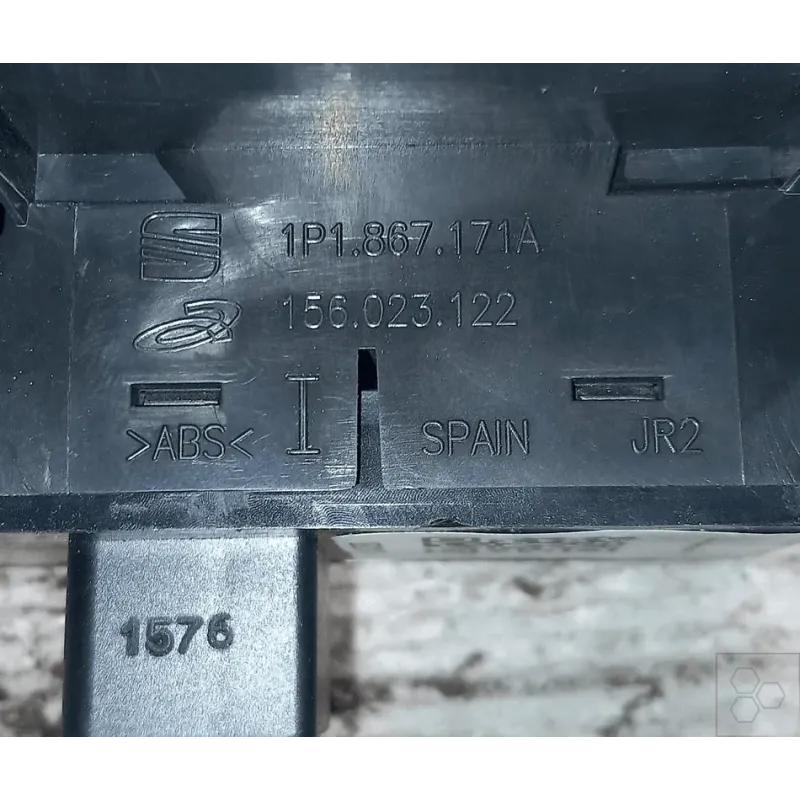 1P1.867.171A
156.023.122
>ABS< I SPAIN JR2
1576